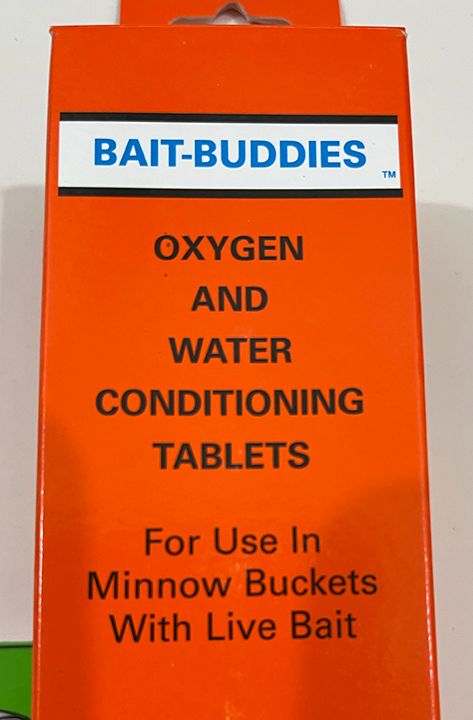 BAIT-BUDDIES
TM
OXYGEN
AND
WATER
CONDITIONING
TABLETS
For Use In
Minnow Buckets
With Live Bait